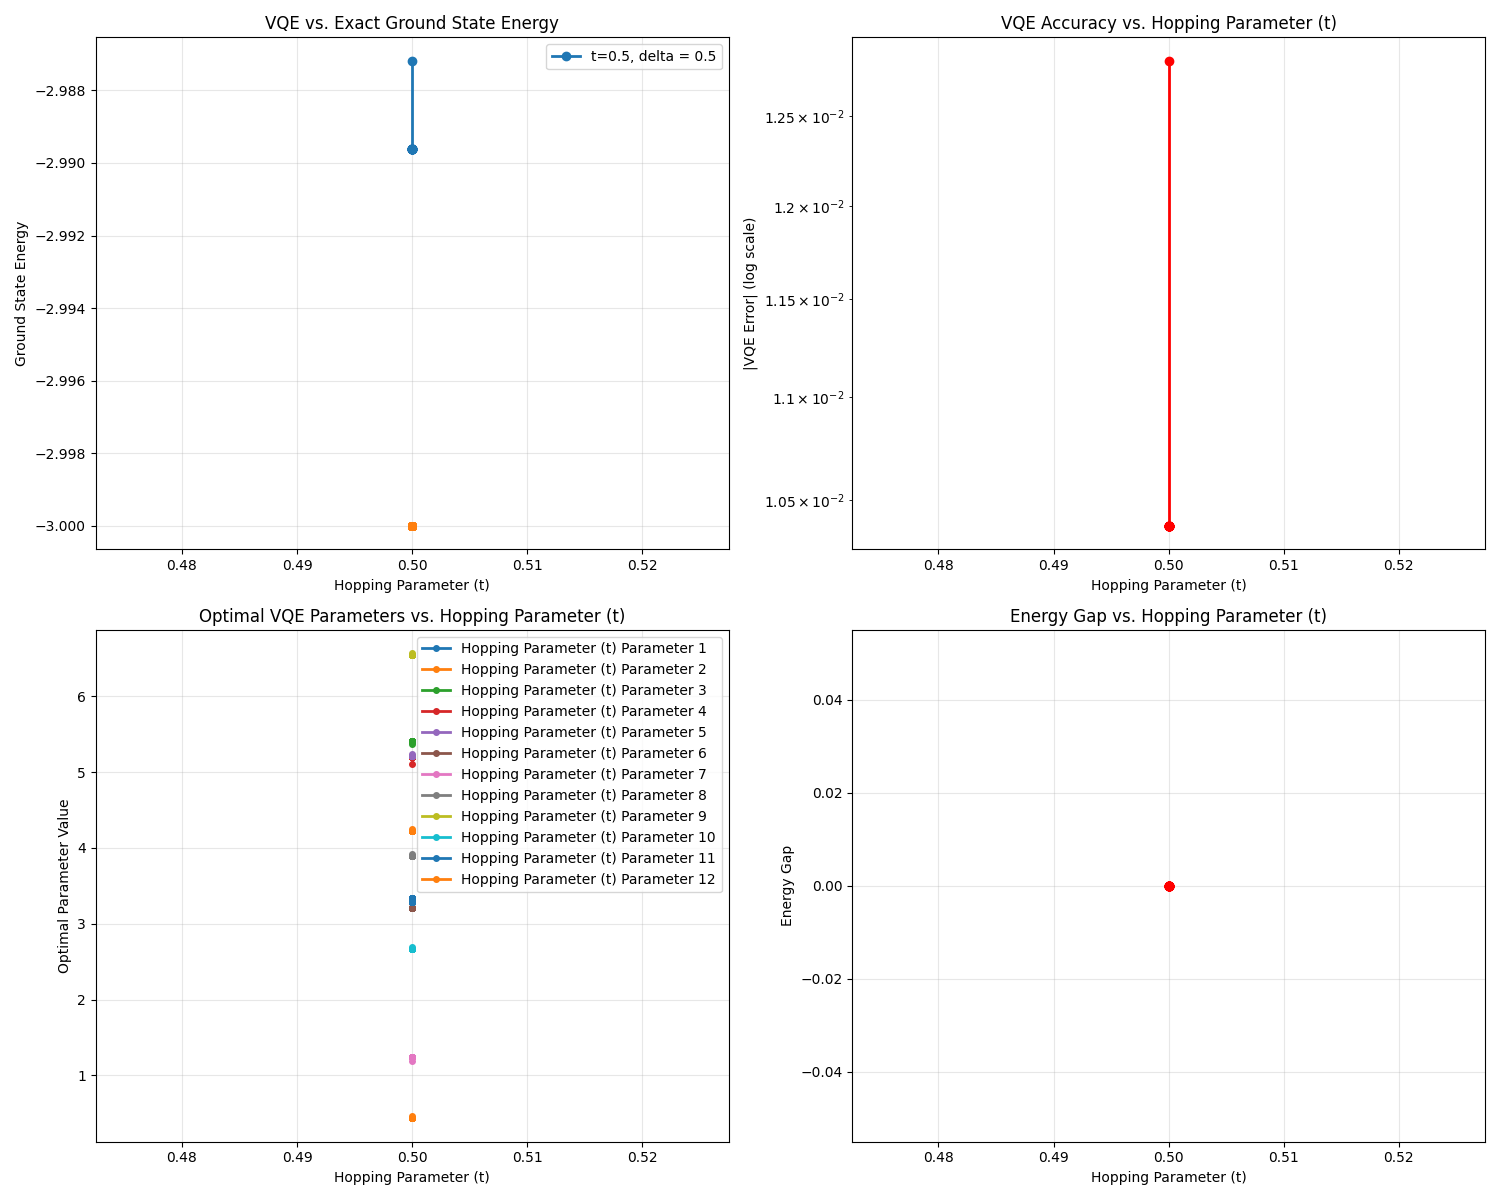 VQE vs. Exact Ground State Energy
t=0.5, delta = 0.5
−2.988
−2.990
−2.992
−2.994
−2.996
−2.998
−3.000
Ground State Energy
0.48 0.49 0.50 0.51 0.52
Hopping Parameter (t)
VQE Accuracy vs. Hopping Parameter (t)
1.25 × 10⁻²
1.2 × 10⁻²
1.15 × 10⁻²
1.1 × 10⁻²
1.05 × 10⁻²
|VQE Error| (log scale)
0.48 0.49 0.50 0.51 0.52
Hopping Parameter (t)
Optimal VQE Parameters vs. Hopping Parameter (t)
Hopping Parameter (t) Parameter 1
Hopping Parameter (t) Parameter 2
Hopping Parameter (t) Parameter 3
Hopping Parameter (t) Parameter 4
Hopping Parameter (t) Parameter 5
Hopping Parameter (t) Parameter 6
Hopping Parameter (t) Parameter 7
Hopping Parameter (t) Parameter 8
Hopping Parameter (t) Parameter 9
Hopping Parameter (t) Parameter 10
Hopping Parameter (t) Parameter 11
Hopping Parameter (t) Parameter 12
6
5
4
3
2
1
Optimal Parameter Value
0.48 0.49 0.50 0.51 0.52
Hopping Parameter (t)
Energy Gap vs. Hopping Parameter (t)
0.04
0.02
0.00
−0.02
−0.04
Energy Gap
0.48 0.49 0.50 0.51 0.52
Hopping Parameter (t)